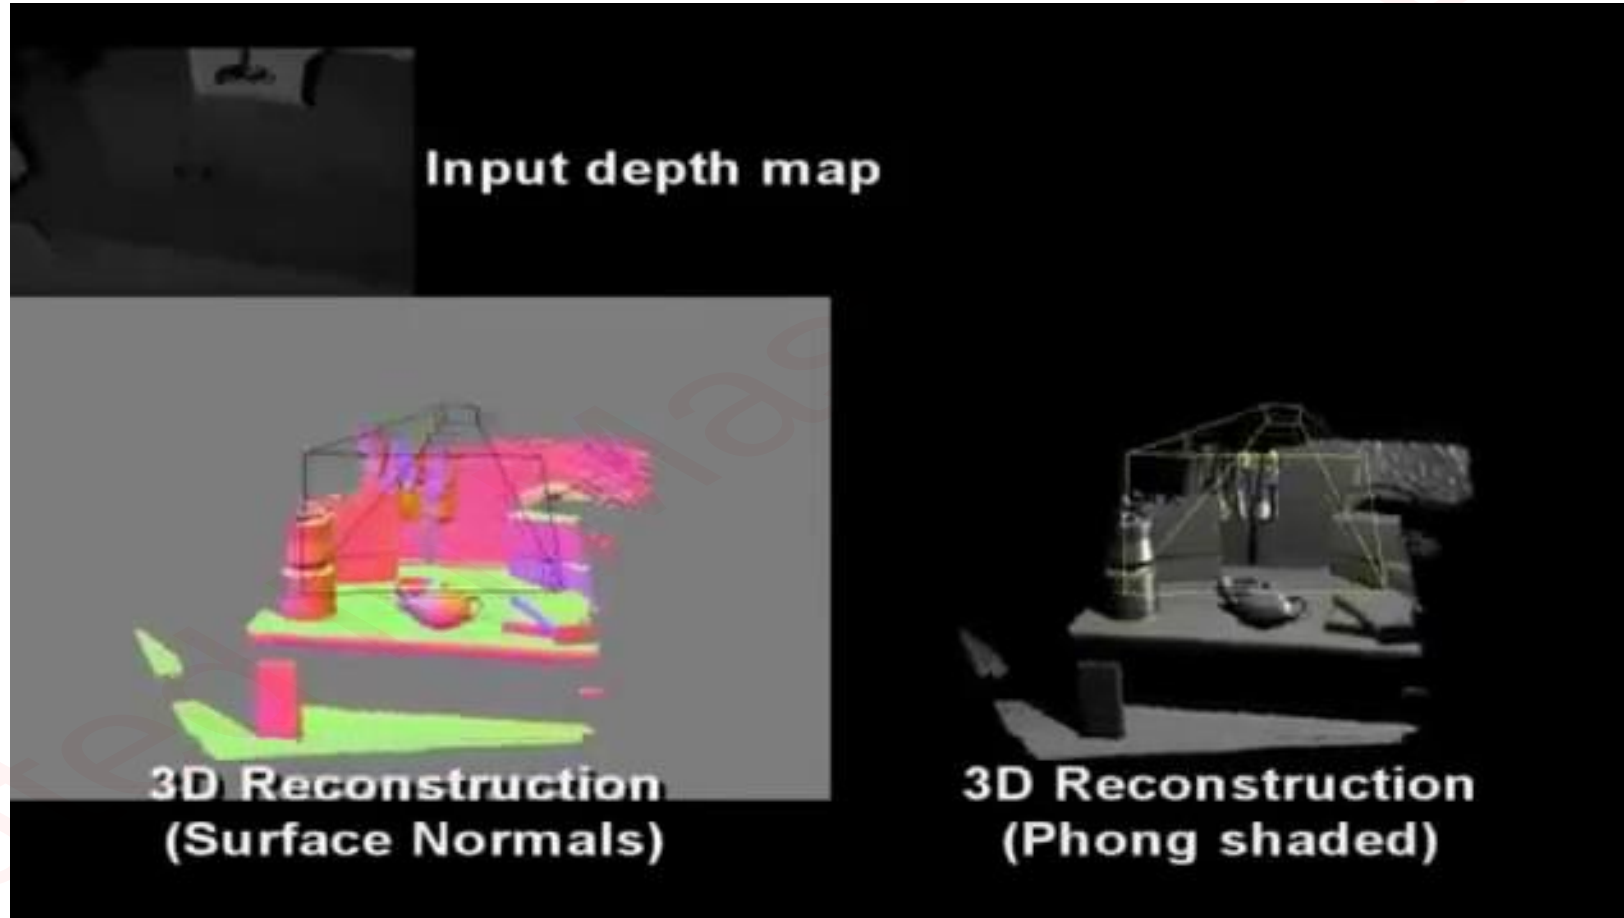 Input depth map
3D Reconstruction
(Surface Normals)
3D Reconstruction
(Phong shaded)